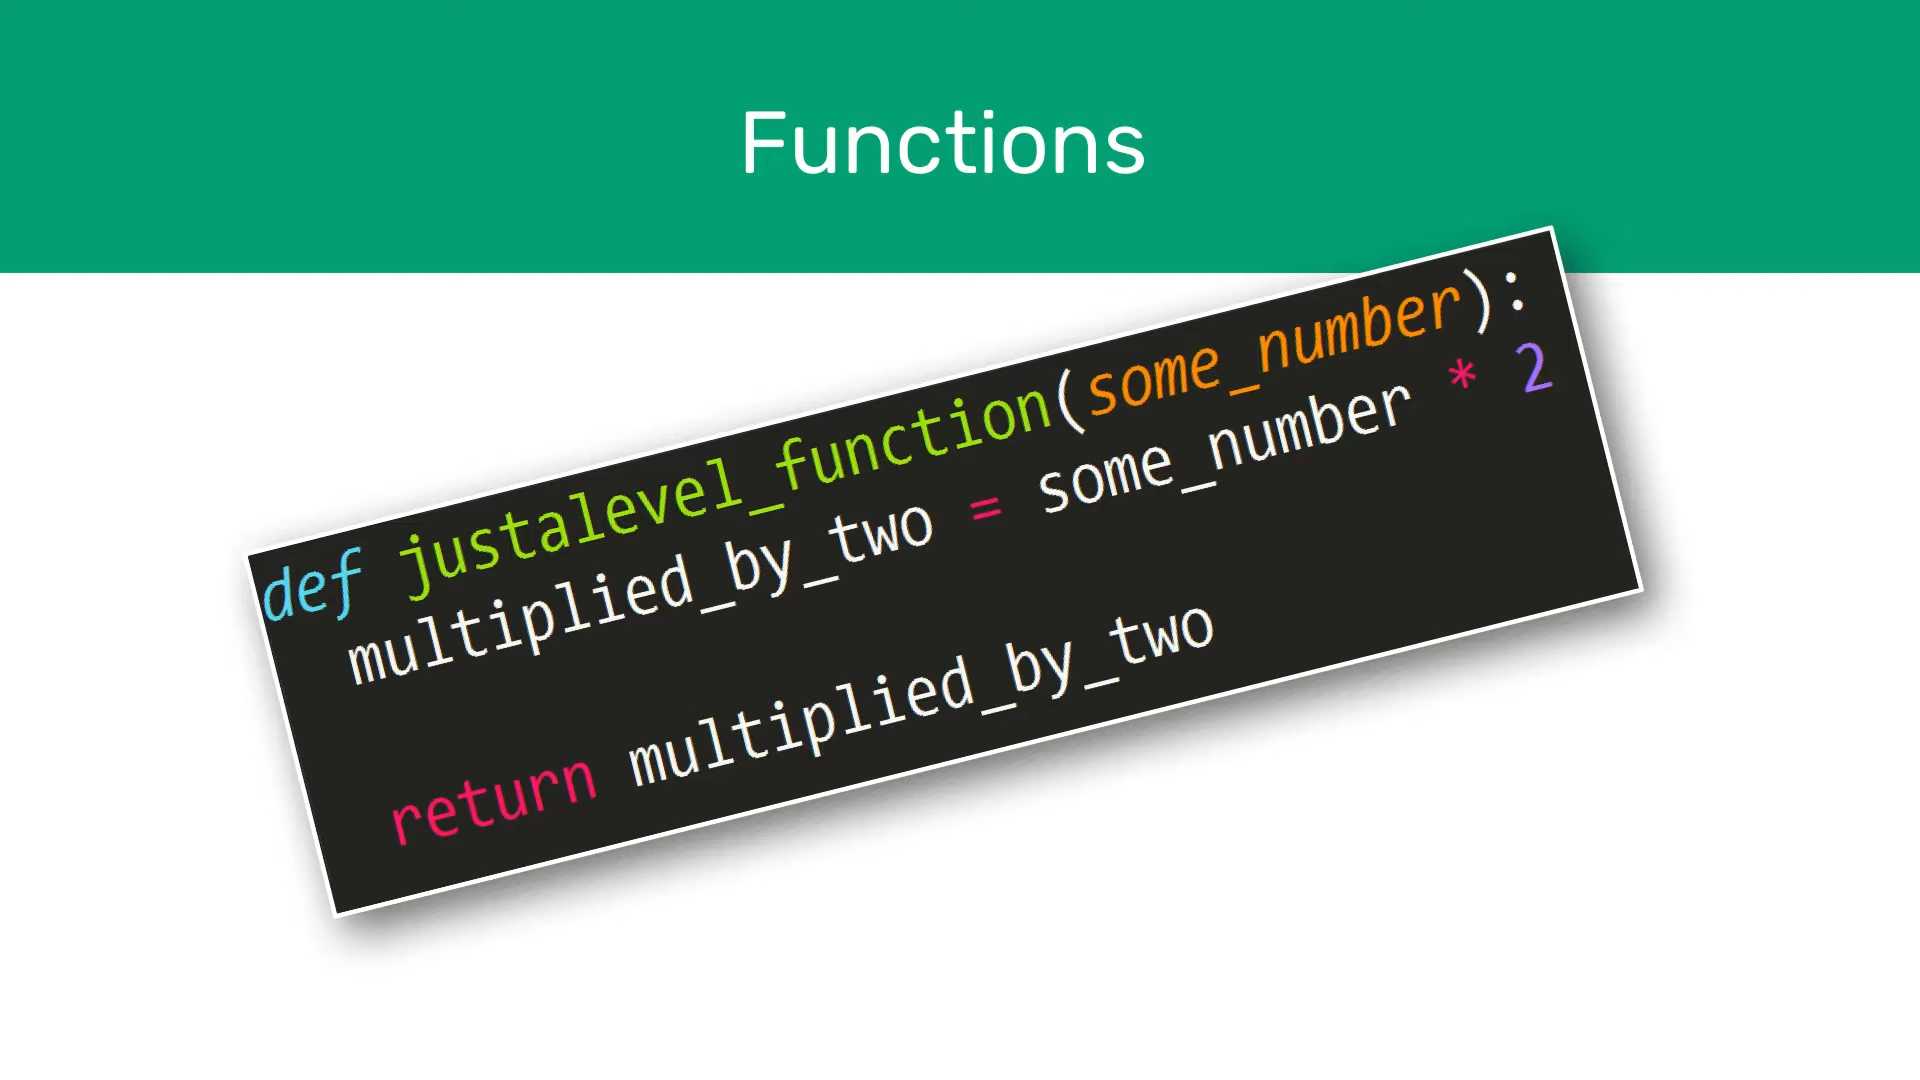 Functions
def justalevel_function(some_number):
multiplied_by_two = some_number * 2
return multiplied_by_two